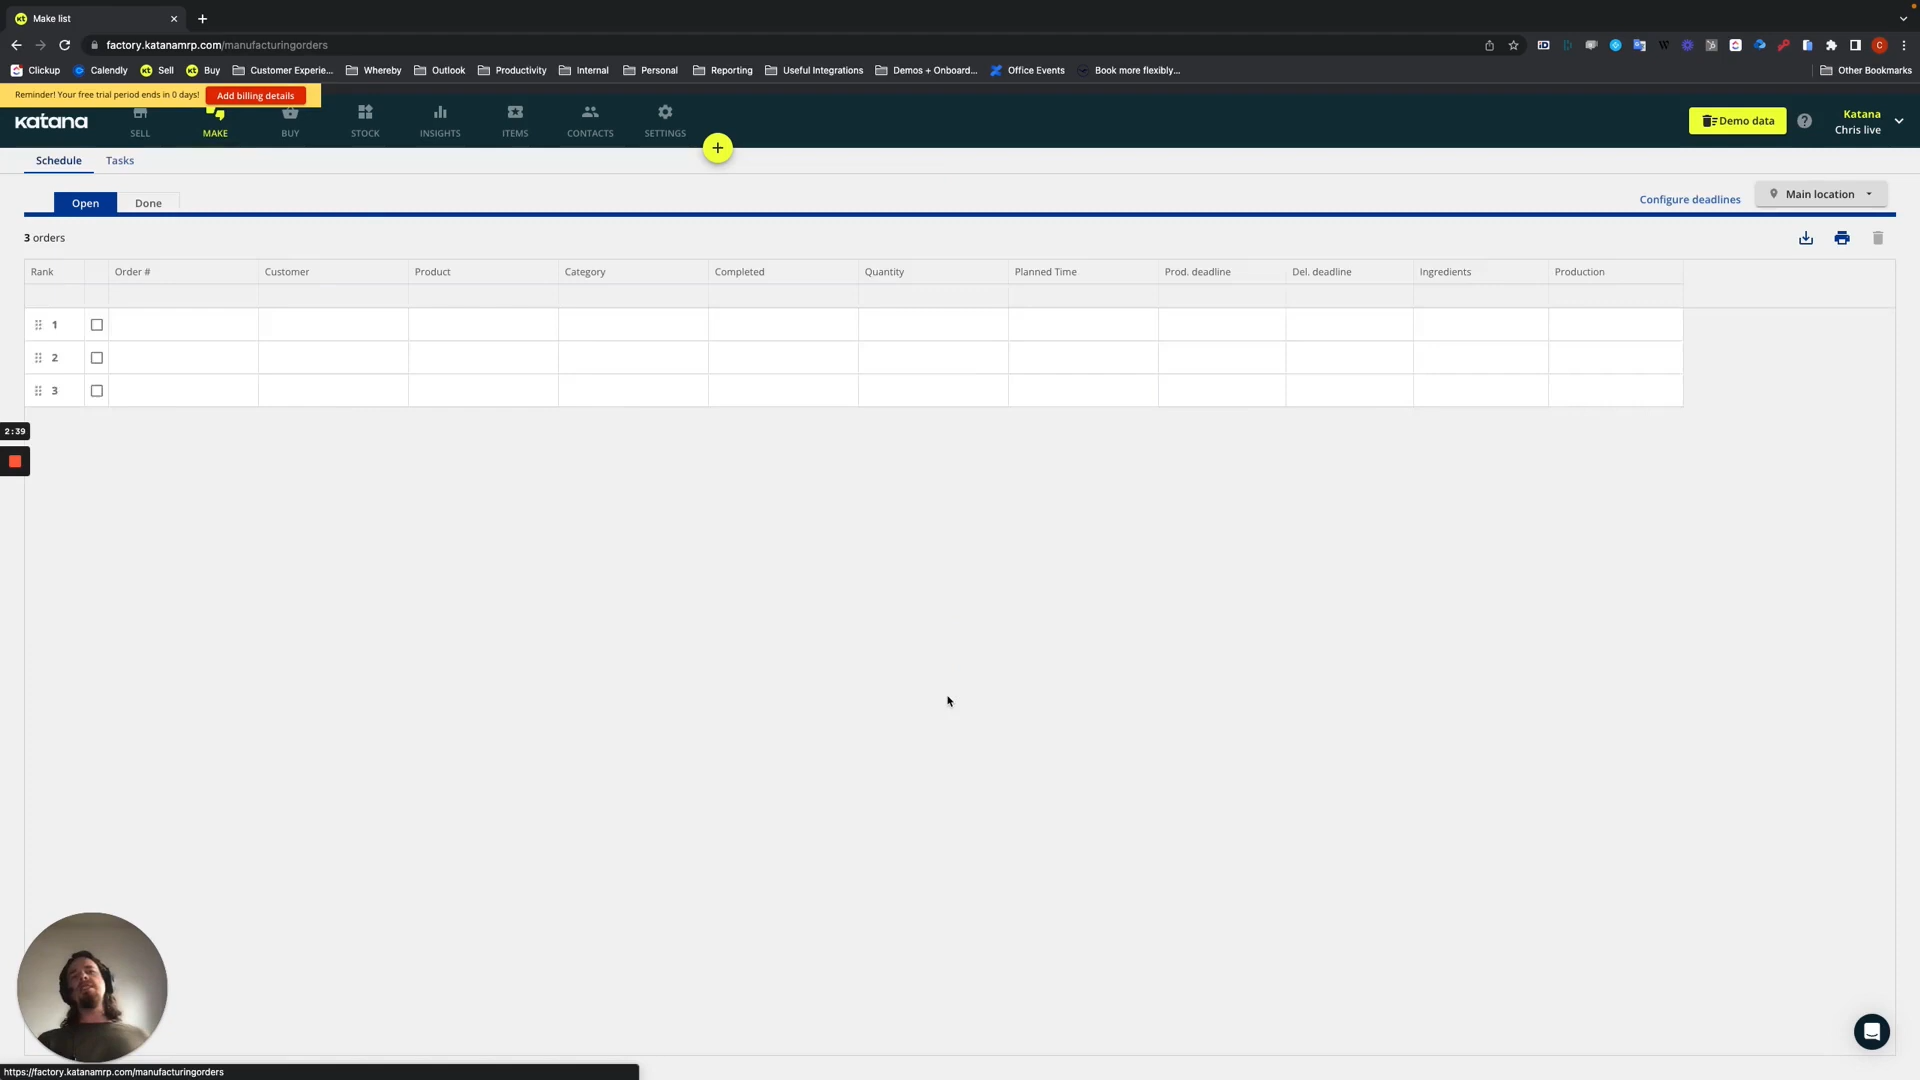 Make list
factory.katanamrp.com/manufacturingorders
Clickup Calendly Sell Buy Customer Experie... Whereby Outlook Productivity Internal Personal Reporting Useful Integrations Demos + Onboard... Office Events Book more flexibly... Other Bookmarks
Reminder! Your free trial period ends in 0 days! Add billing details
katana SELL MAKE BUY STOCK INSIGHTS ITEMS CONTACTS SETTINGS + Demo data ? Katana
Chris live
Schedule Tasks
Open Done Configure deadlines Main location
3 orders
Rank Order # Customer Product Category Completed Quantity Planned Time Prod. deadline Del. deadline Ingredients Production
1
2
3
2:39
https://factory.katanamrp.com/manufacturingorders